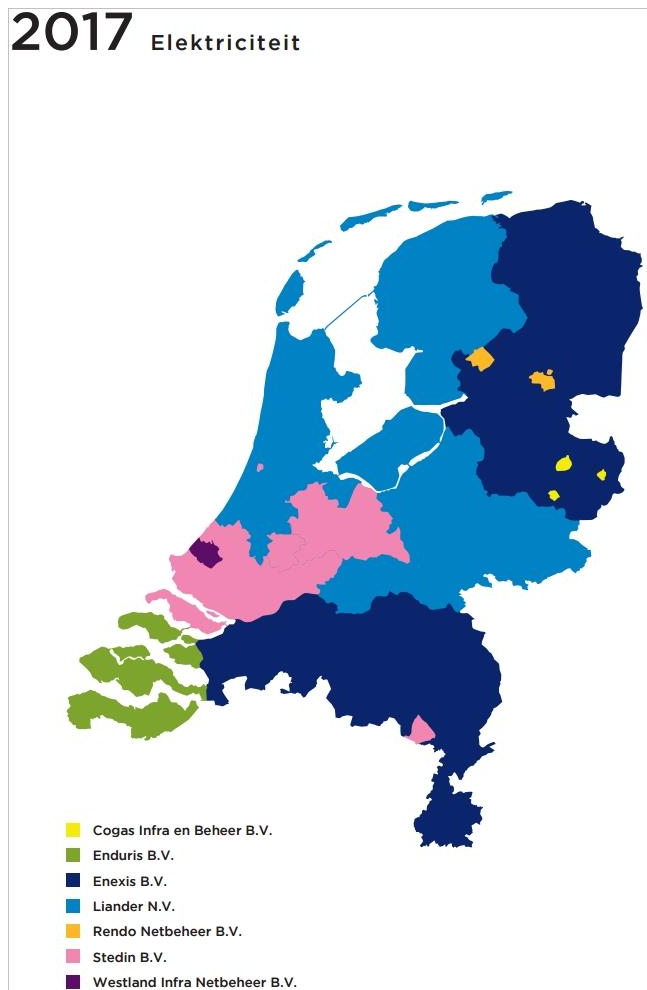 2017 Elektriciteit
Cogas Infra en Beheer B.V.
Enduris B.V.
Enexis B.V.
Liander N.V.
Rendo Netbeheer B.V.
Stedin B.V.
Westland Infra Netbeheer B.V.